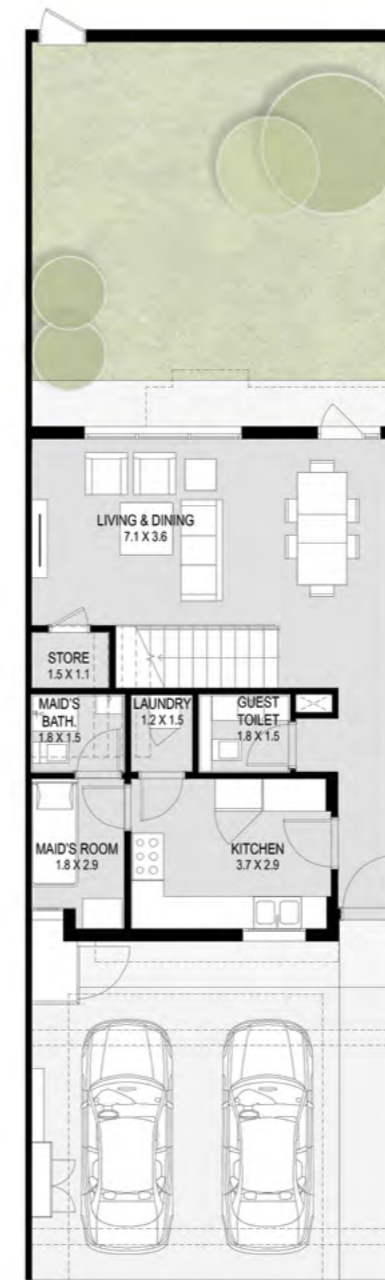 LIVING & DINING
7.1 X 3.6
STORE
1.5 X 1.1
MAID'S
BATH.
1.8 X 1.5
LAUNDRY
1.2 X 1.5
GUEST
TOILET
1.8 X 1.5
MAID'S ROOM
1.8 X 2.9
KITCHEN
3.7 X 2.9